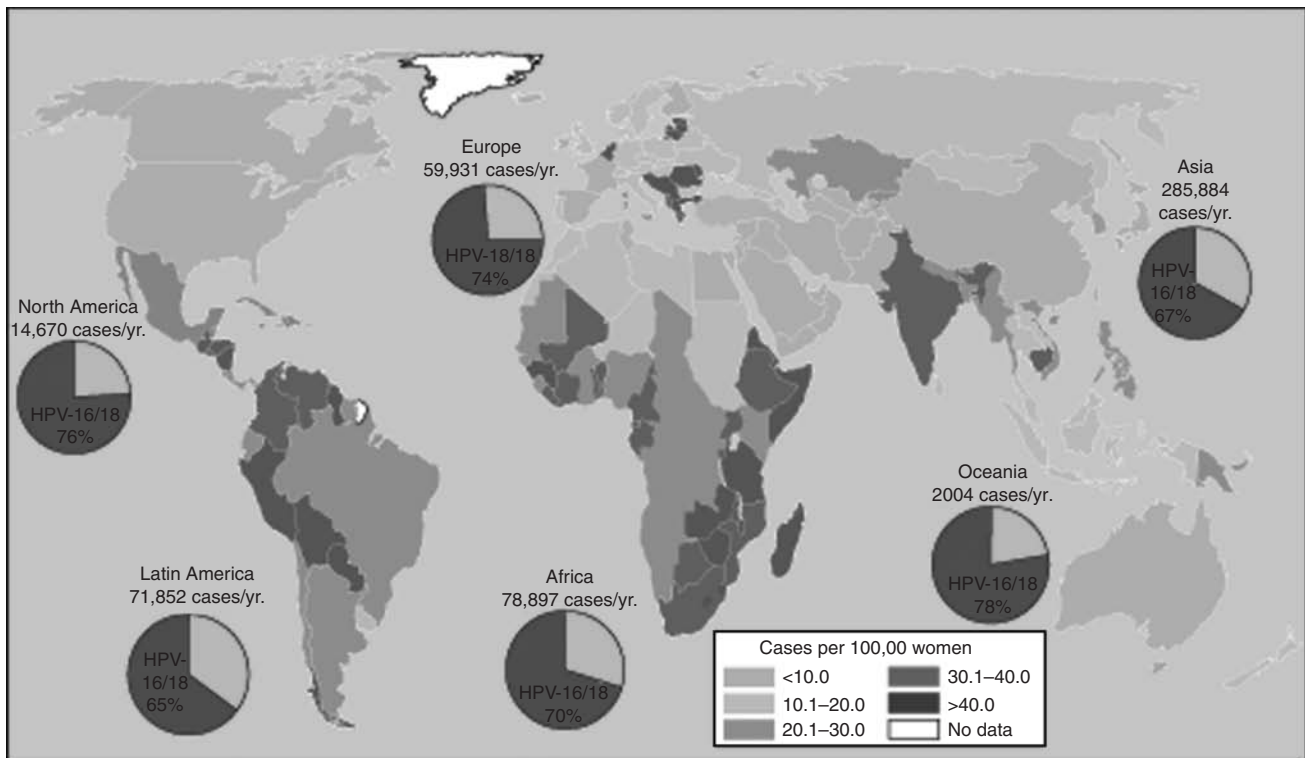 Europe
59,931 cases/yr.
HPV-18/18
74%
Asia
285,884
cases/yr.
HPV-
16/18
67%
North America
14,670 cases/yr.
HPV-16/18
76%
Latin America
71,852 cases/yr.
HPV-
16/18
65%
Africa
78,897 cases/yr.
HPV-16/18
70%
Oceania
2004 cases/yr.
HPV-16/18
78%
Cases per 100,00 women
<10.0
10.1–20.0
20.1–30.0
30.1–40.0
>40.0
No data